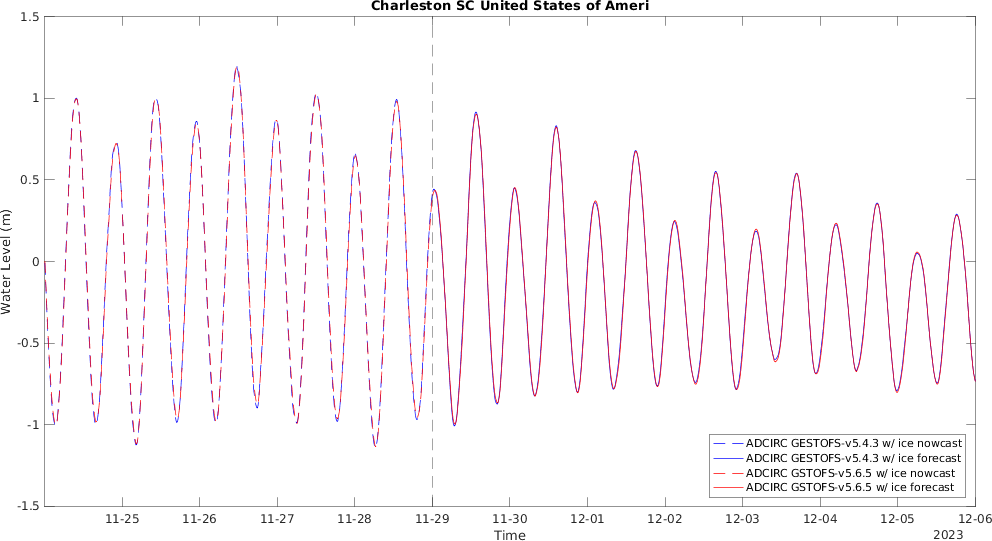 Charleston SC United States of Ameri
1.5
1
0.5
0
-0.5
-1
-1.5
Water Level (m)
ADCIRC GESTOFS-v5.4.3 w/ ice nowcast
ADCIRC GESTOFS-v5.4.3 w/ ice forecast
ADCIRC GSTOFS-v5.6.5 w/ ice nowcast
ADCIRC GSTOFS-v5.6.5 w/ ice forecast
11-25 11-26 11-27 11-28 11-29 11-30 12-01 12-02 12-03 12-04 12-05 12-06
Time
2023